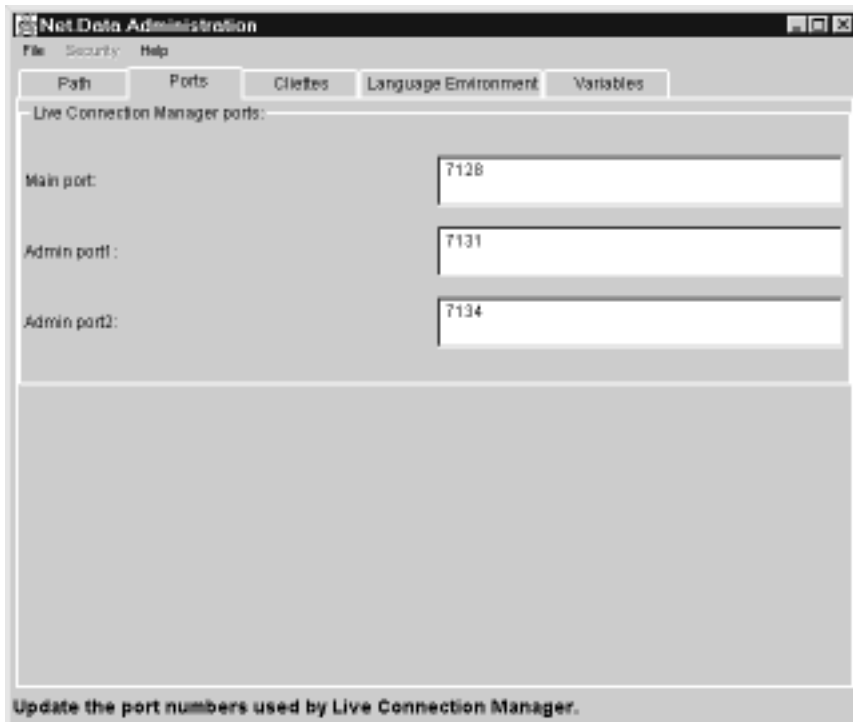 Net.Data Administration
File Security Help
Path Ports Cliettes Language Environment Variables
Live Connection Manager ports:
Main port: 7128
Admin port1: 7131
Admin port2: 7134
Update the port numbers used by Live Connection Manager.